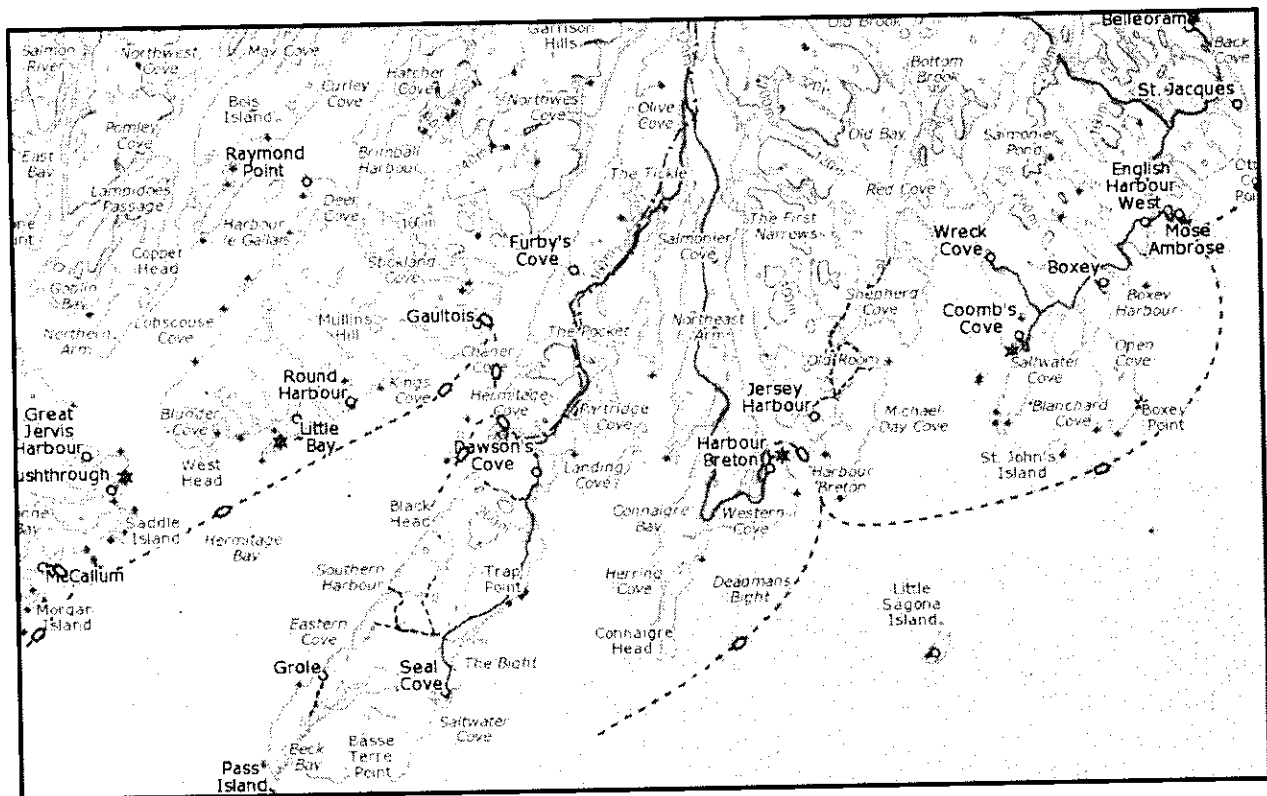 Belleoram
Garrison
Hills
Old Brook
Salmon
River
Northwest
Cove
May Cove
Back
Cove
Hatcher
Cove
Curley
Cove
Bottom
Brook
St. Jacques
Bois
Island
Northwest
Cove
Olive
Cove
Old Bay
Salmonier
Pond
Pomley
Cove
Raymond
Point
Brimball
Harbour
East
Bay
The Tickle
English
Harbour
West
Red Cove
Lampidoes
Passage
Deer
Cove
The First
Narrows
Mose
Ambrose
Harbour
Le Gallais
Furby's
Cove
Salmonier
Cove
Wreck
Cove
Copper
Head
Stickland
Cove
Boxey
Goblin
Bay
Shepherd
Cove
Boxey
Harbour
Northern
Arm
Lobscouse
Cove
Mullins
Hill
Gaultois
The Pocket
Northeast
Arm
Coomb's
Cove
Chaner
Cove
Old Room
Saltwater
Cove
Open
Cove
Round
Harbour
Kings
Cove
Hermitage
Cove
Jersey
Harbour
Great
Jervis
Harbour
Blunder
Cove
Little
Bay
Partridge
Cove
Michael
Day Cove
Blanchard
Cove
Boxey
Point
Dawson's
Cove
Harbour
Breton
West
Head
Landing
Cove
Harbour
Breton
St. John's
Island
ushthrough
Black
Head
Connaigre
Bay
Western
Cove
Saddle
Island
Hermitage
Bay
McCallum
Southern
Harbour
Trap
Point
Herring
Cove
Deadmans
Bight
Little
Sagona
Island
Morgan
Island
Eastern
Cove
Connaigre
Head
Grole
Seal
Cove
The Bight
Saltwater
Cove
Beck
Bay
Basse
Terre
Point
Pass
Island